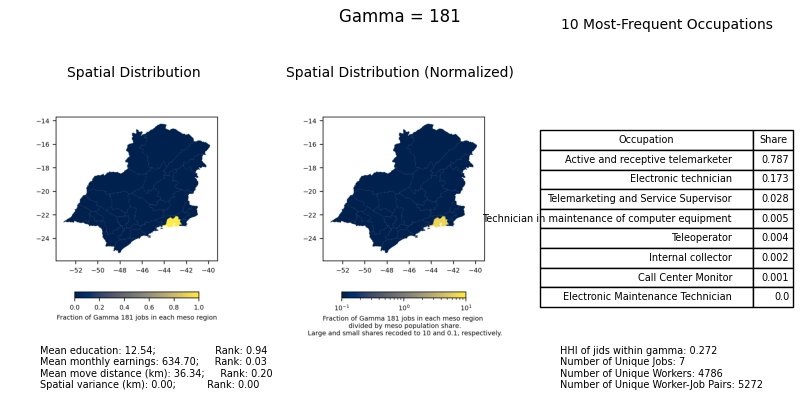 Gamma = 181
Spatial Distribution
−14
−16
−18
−20
−22
−24
−52 −50 −48 −46 −44 −42 −40
0.0 0.2 0.4 0.6 0.8 1.0
Fraction of Gamma 181 jobs in each meso region
Spatial Distribution (Normalized)
−14
−16
−18
−20
−22
−24
−52 −50 −48 −46 −44 −42 −40
10⁻¹ 10⁰ 10¹
Fraction of Gamma 181 jobs in each meso region
divided by meso population share.
Large and small shares recoded to 10 and 0.1, respectively.
10 Most-Frequent Occupations
Occupation Share
Active and receptive telemarketer 0.787
Electronic technician 0.173
Telemarketing and Service Supervisor 0.028
Technician in maintenance of computer equipment 0.005
Teleoperator 0.004
Internal collector 0.002
Call Center Monitor 0.001
Electronic Maintenance Technician 0.0
Mean education: 12.54; Rank: 0.94
Mean monthly earnings: 634.70; Rank: 0.03
Mean move distance (km): 36.34; Rank: 0.20
Spatial variance (km): 0.00; Rank: 0.00
HHI of jids within gamma: 0.272
Number of Unique Jobs: 7
Number of Unique Workers: 4786
Number of Unique Worker-Job Pairs: 5272